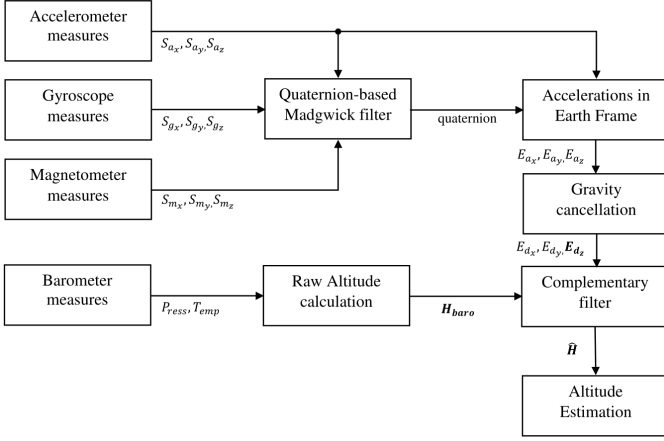 Accelerometer
measures
S_{a_x}, S_{a_y}, S_{a_z}
Gyroscope
measures
S_{g_x}, S_{g_y}, S_{g_z}
Quaternion-based
Madgwick filter
quaternion
Accelerations in
Earth Frame
E_{a_x}, E_{a_y}, E_{a_z}
Magnetometer
measures
S_{m_x}, S_{m_y}, S_{m_z}
Gravity
cancellation
E_{d_x}, E_{d_y}, E_{d_z}
Barometer
measures
P_{ress}, T_{emp}
Raw Altitude
calculation
H_{baro}
Complementary
filter
Ĥ
Altitude
Estimation